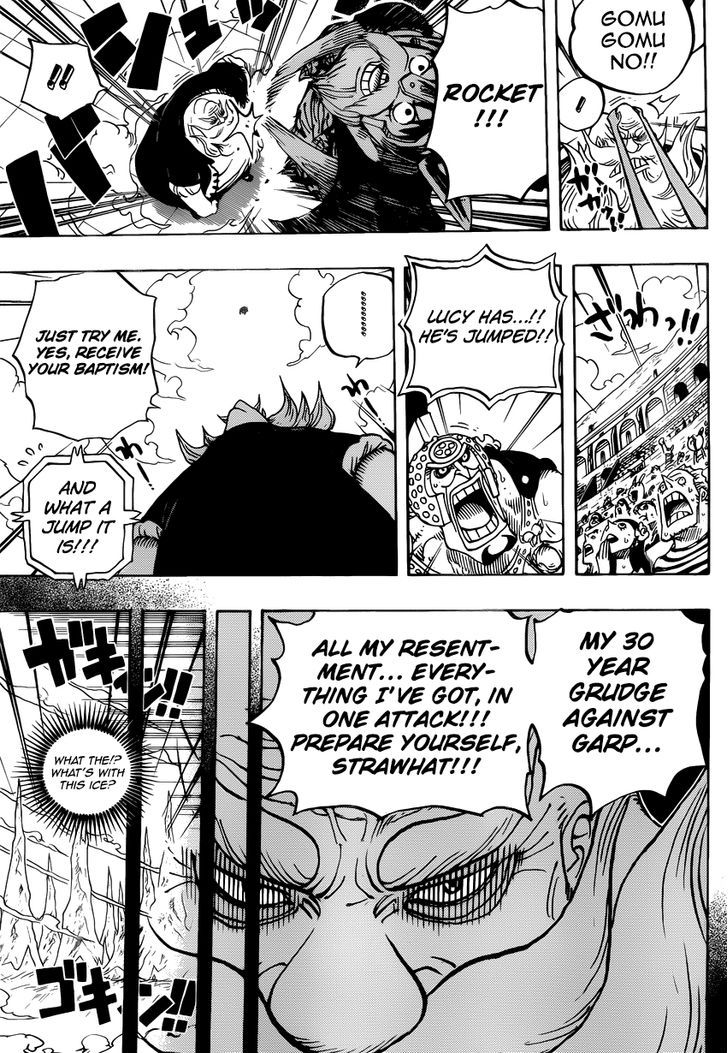 GOMU
GOMU
NO!!
!
ROCKET
!!!
!!
ざわっ!!
LUCY HAS...!!
HE'S JUMPED!!
JUST TRY ME.
YES, RECEIVE
YOUR BAPTISM!
AND
WHAT A
JUMP IT
IS!!!
MY 30
YEAR
GRUDGE
AGAINST
GARP...
ALL MY RESENT-
MENT... EVERY-
THING I'VE GOT, IN
ONE ATTACK!!!
PREPARE YOURSELF,
STRAWHAT!!!
ガキィン!!
WHAT THE!?
WHAT'S WITH
THIS ICE?
ゴキン!!